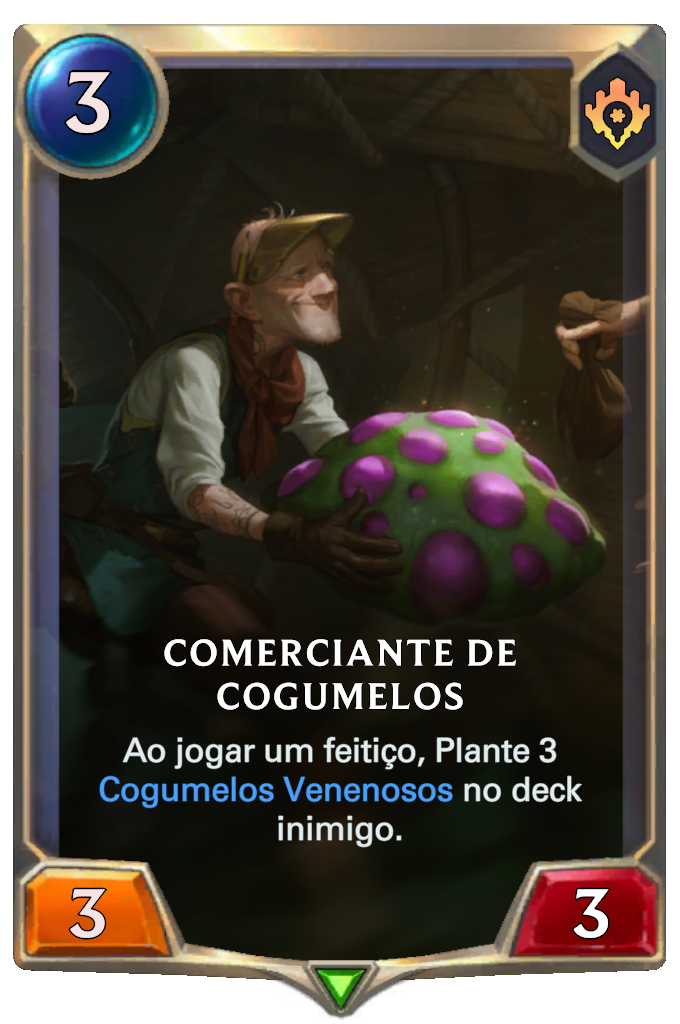 3
COMERCIANTE DE
COGUMELOS
Ao jogar um feitiço, Plante 3
Cogumelos Venenosos no deck
inimigo.
3
3